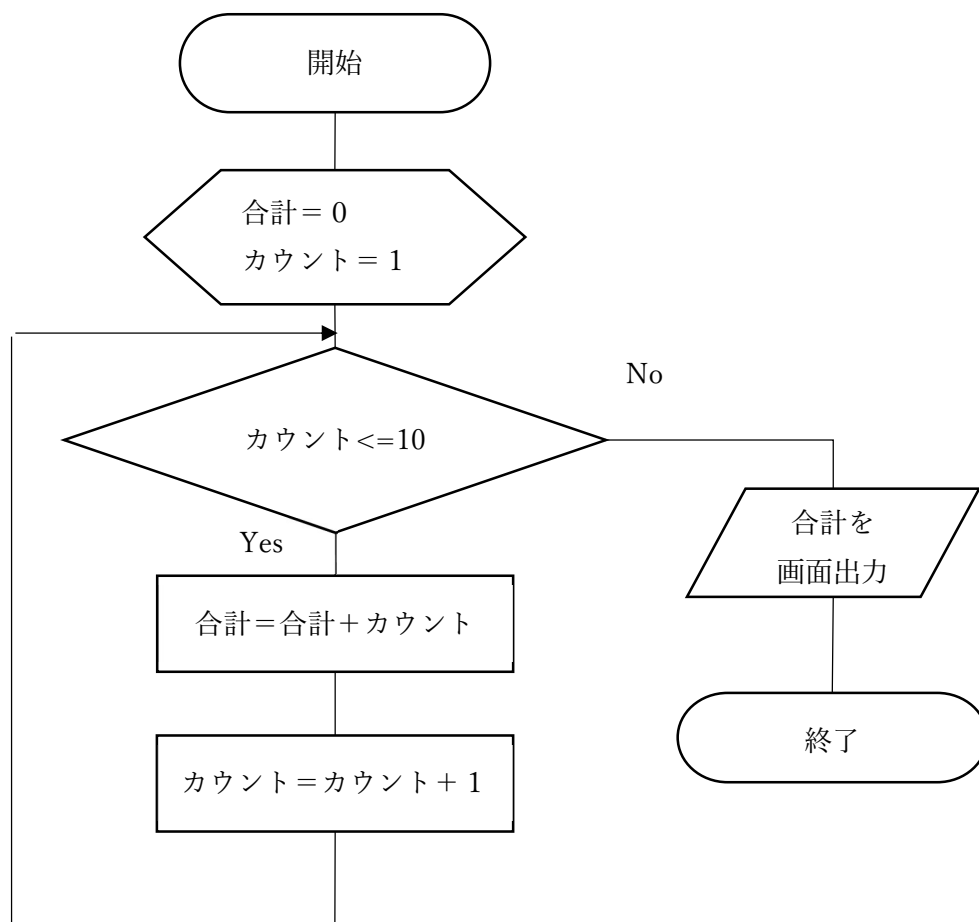 開始
合計＝ 0
カウント＝ 1
カウント<=10
No
Yes
合計を
画面出力
合計＝合計＋カウント
カウント＝カウント＋ 1
終了